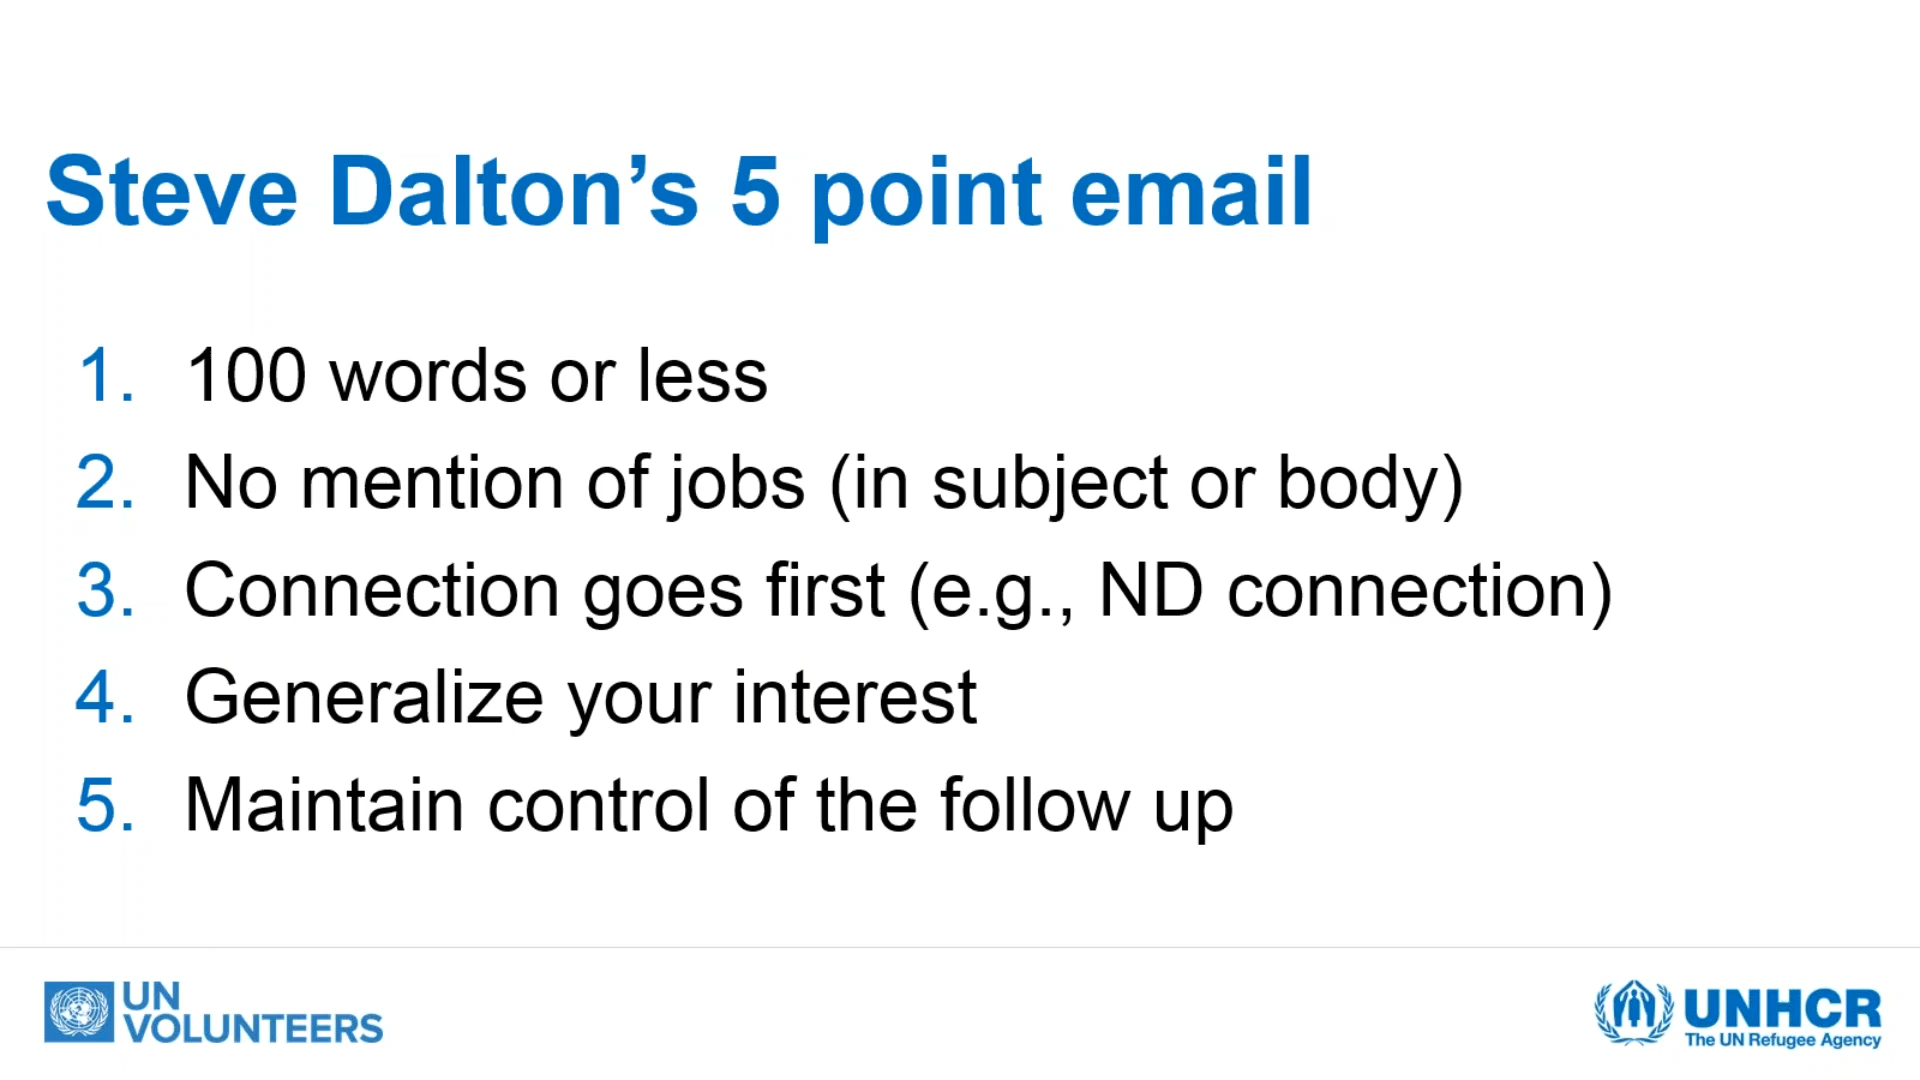 Steve Dalton’s 5 point email
1. 100 words or less
2. No mention of jobs (in subject or body)
3. Connection goes first (e.g., ND connection)
4. Generalize your interest
5. Maintain control of the follow up
UN
VOLUNTEERS
UNHCR
The UN Refugee Agency